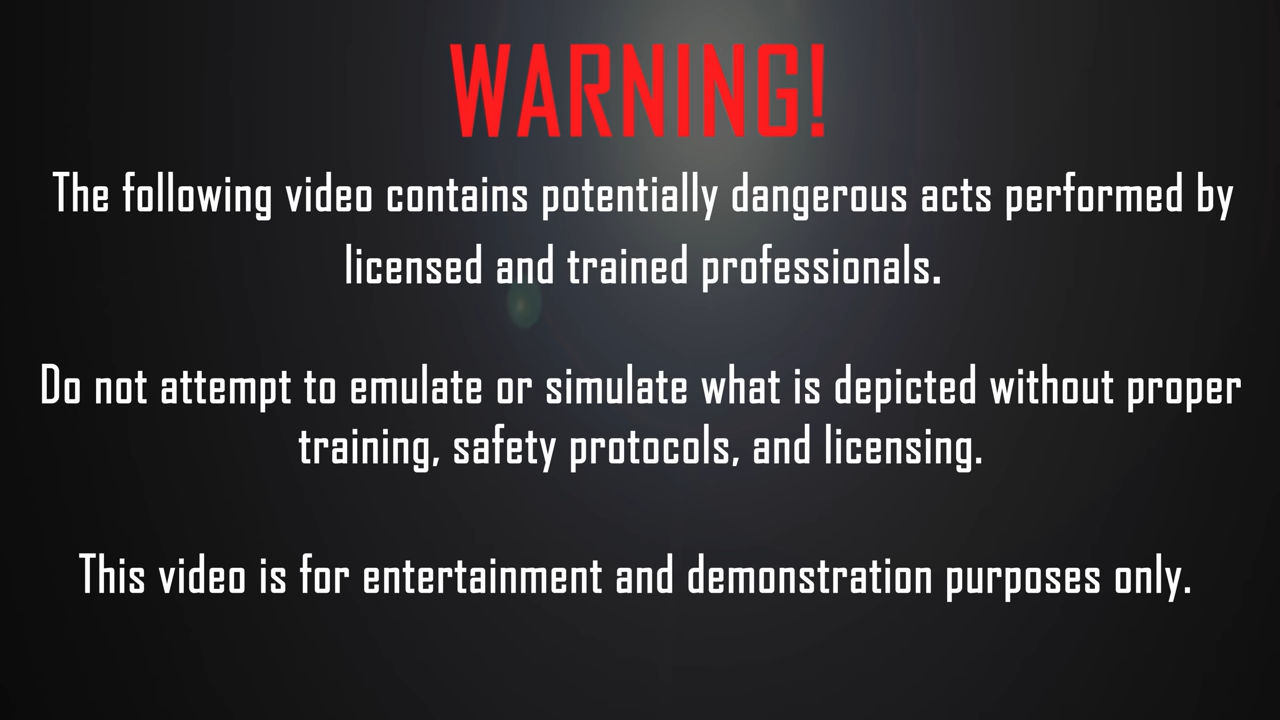 WARNING!
The following video contains potentially dangerous acts performed by
licensed and trained professionals.
Do not attempt to emulate or simulate what is depicted without proper
training, safety protocols, and licensing.
This video is for entertainment and demonstration purposes only.